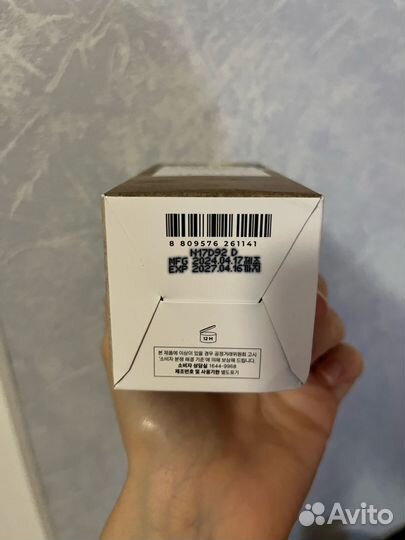 8 809576 261141
N17D92 D
MFG 2024.04.17제조
EXP 2027.04.16까지
12M
본 제품에 이상이 있을 경우 공정거래위원회 고시
'소비자 분쟁 해결 기준'에 의해 보상해 드립니다.
소비자 상담실 1644-9968
제조번호 및 사용기한 별도표기
Avito